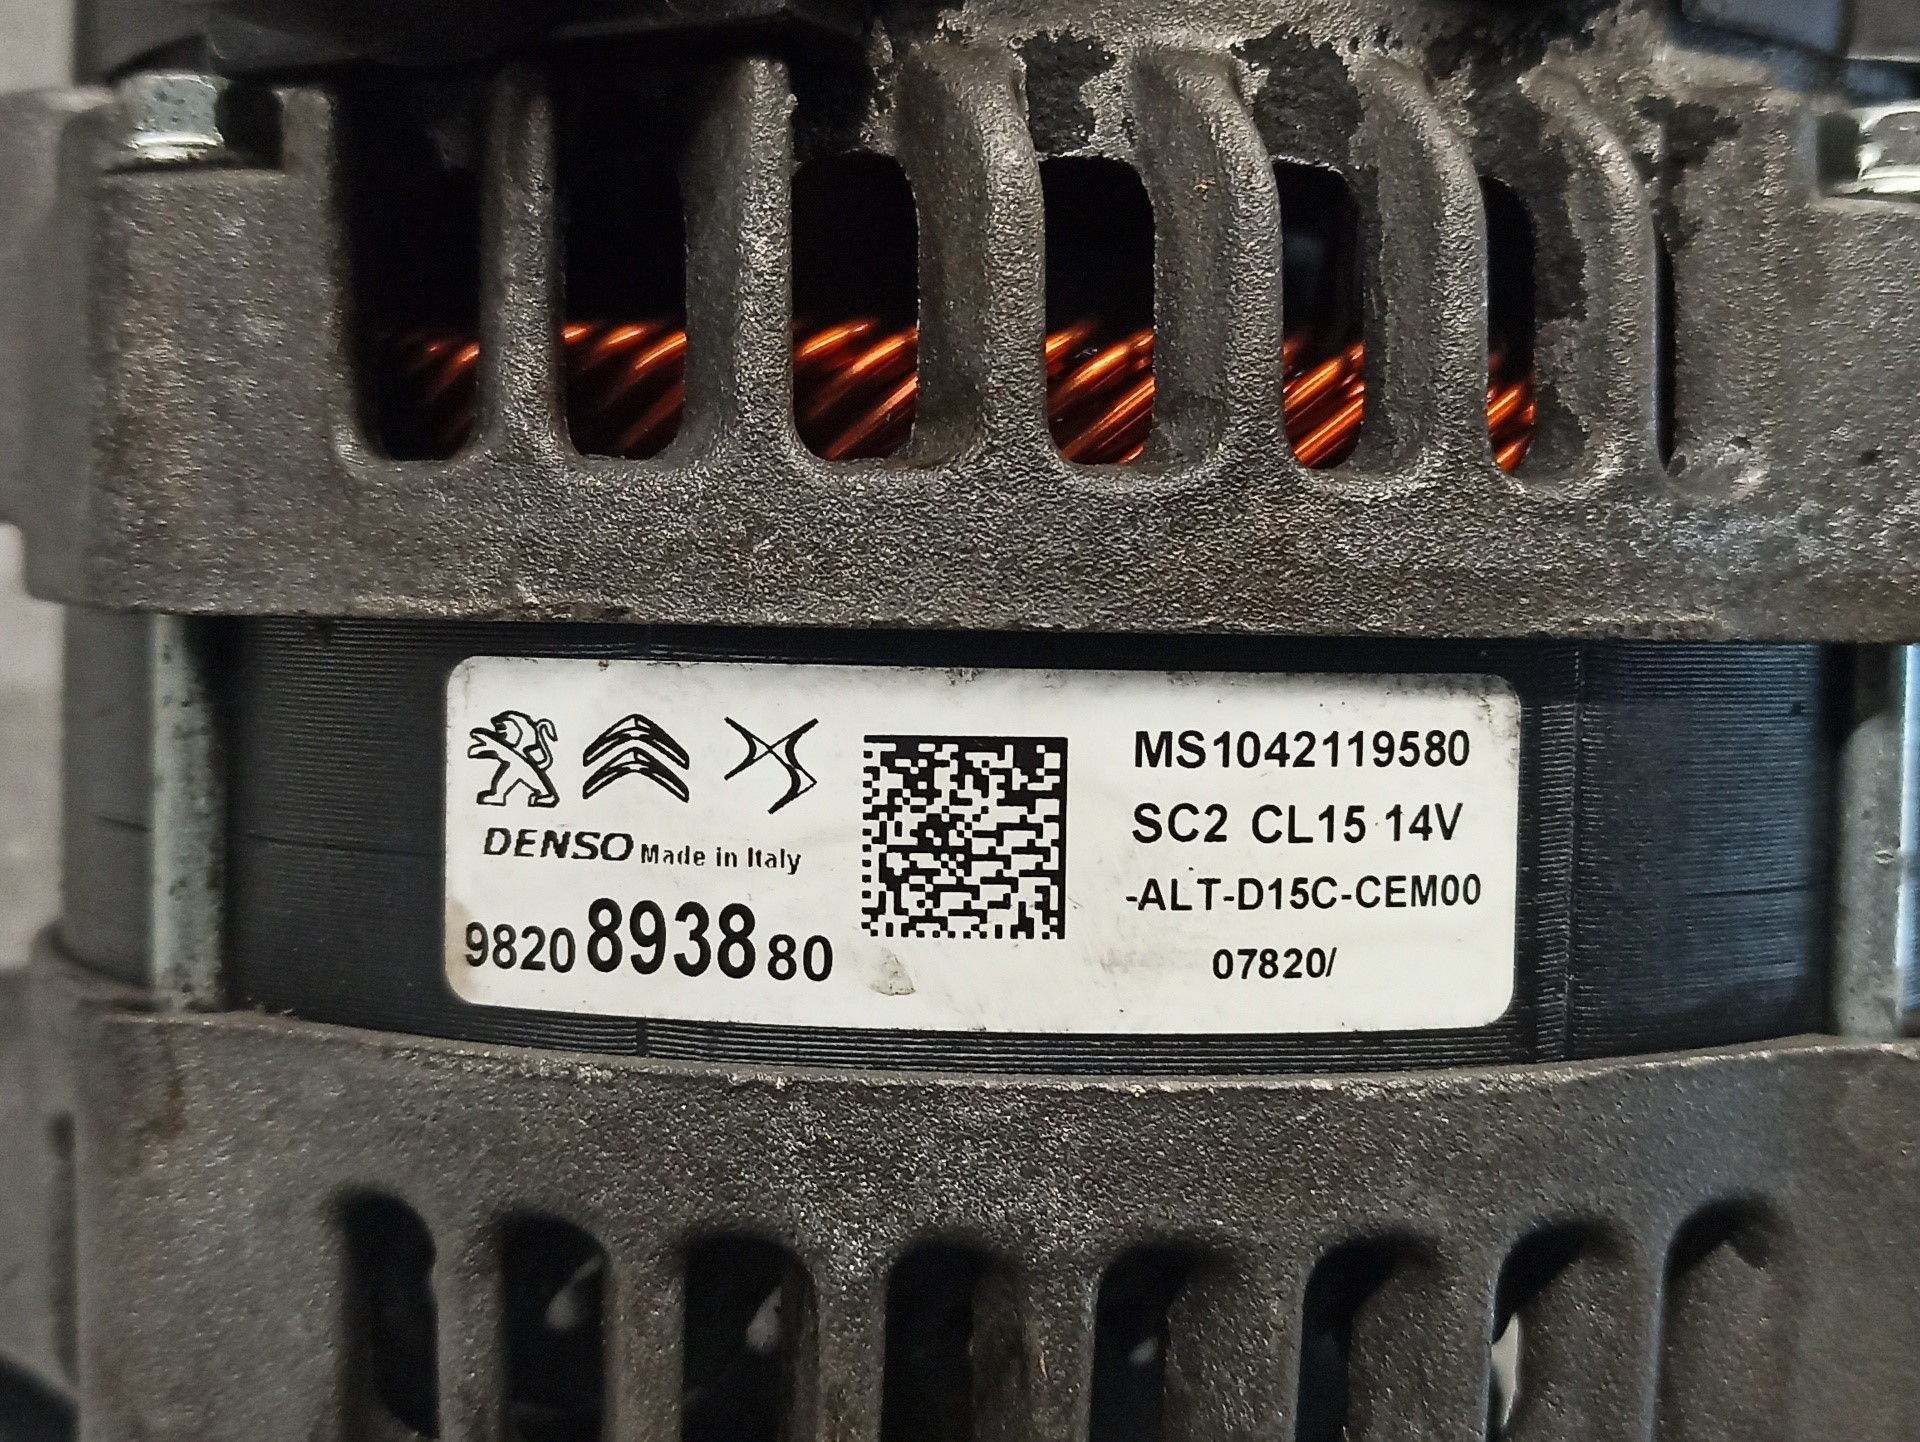 DENSO Made in Italy
9820893880
MS1042119580
SC2 CL15 14V
-ALT-D15C-CEM00
07820/